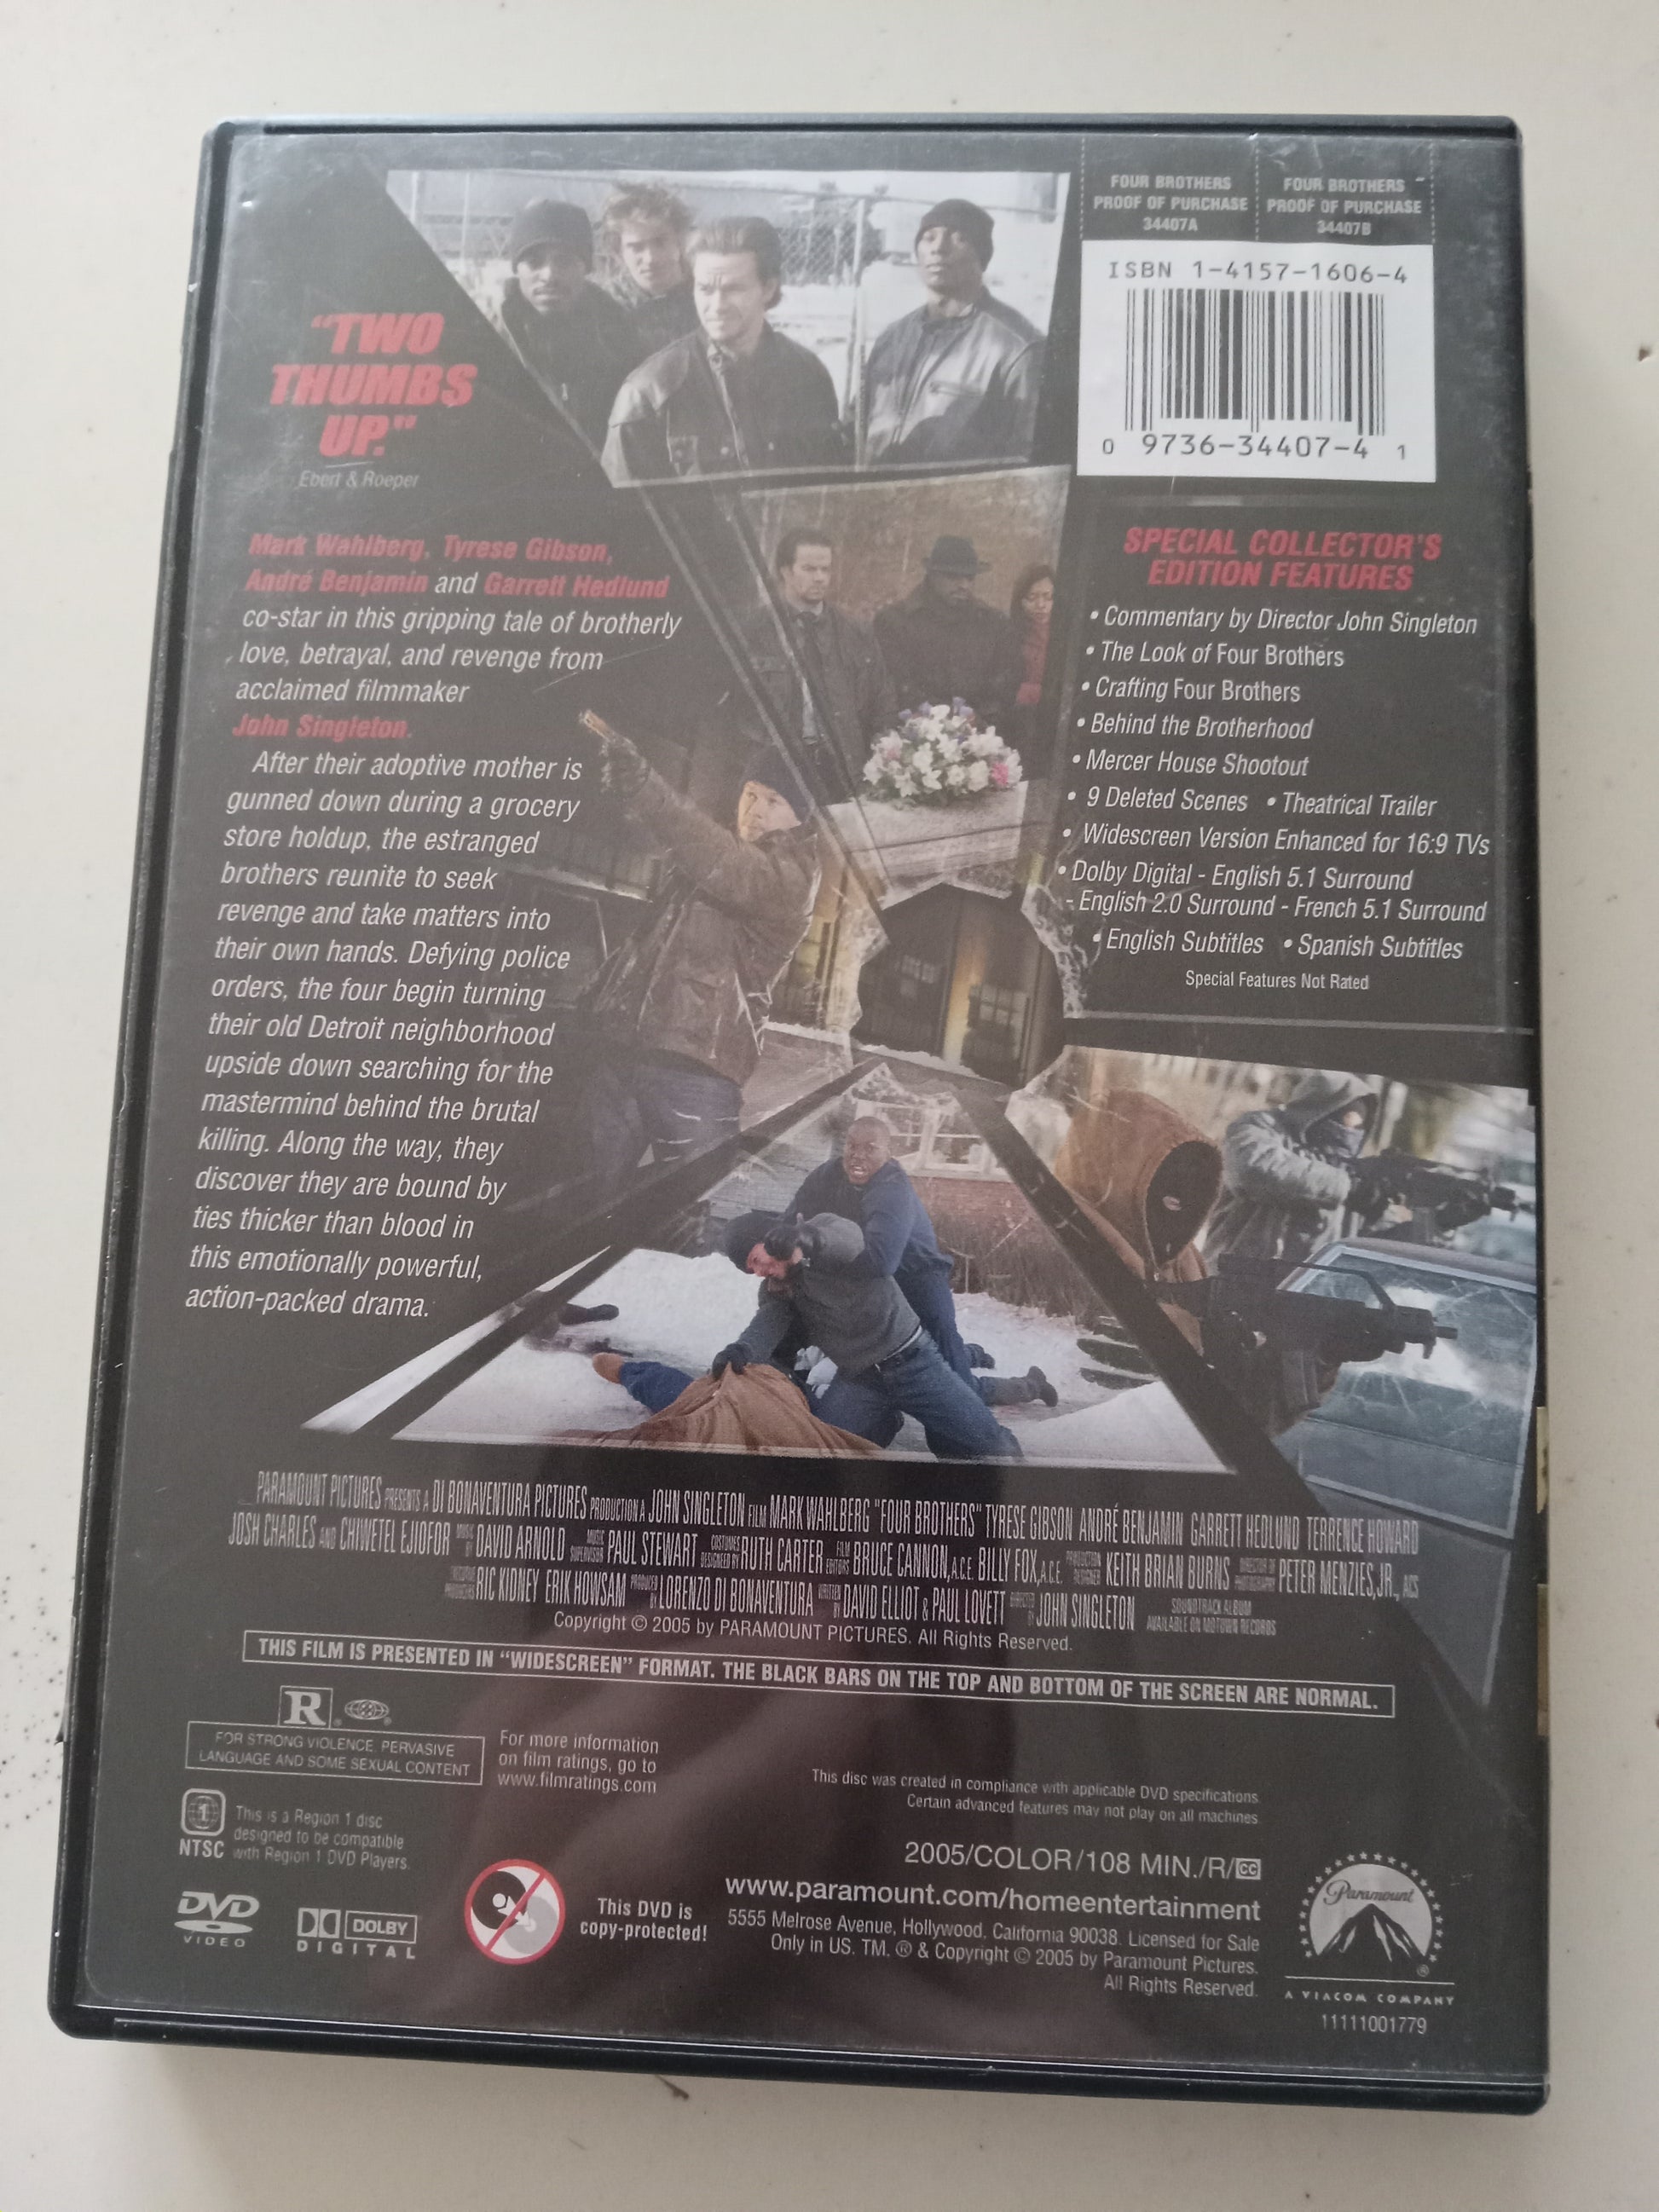 FOUR BROTHERS
PROOF OF PURCHASE
34407A
FOUR BROTHERS
PROOF OF PURCHASE
34407B
ISBN 1-4157-1606-4
0 9736-34407-4 1
"TWO
THUMBS
UP."
Ebert & Roeper
Mark Wahlberg, Tyrese Gibson,
André Benjamin and Garrett Hedlund
co-star in this gripping tale of brotherly
love, betrayal, and revenge from
acclaimed filmmaker
John Singleton.
After their adoptive mother is
gunned down during a grocery
store holdup, the estranged
brothers reunite to seek
revenge and take matters into
their own hands. Defying police
orders, the four begin turning
their old Detroit neighborhood
upside down searching for the
mastermind behind the brutal
killing. Along the way, they
discover they are bound by
ties thicker than blood in
this emotionally powerful,
action-packed drama.
SPECIAL COLLECTOR'S
EDITION FEATURES
• Commentary by Director John Singleton
• The Look of Four Brothers
• Crafting Four Brothers
• Behind the Brotherhood
• Mercer House Shootout
• 9 Deleted Scenes • Theatrical Trailer
• Widescreen Version Enhanced for 16:9 TVs
• Dolby Digital - English 5.1 Surround
- English 2.0 Surround - French 5.1 Surround
• English Subtitles • Spanish Subtitles
Special Features Not Rated
PARAMOUNT PICTURES PRESENTS A DI BONAVENTURA PICTURES PRODUCTION A JOHN SINGLETON FILM MARK WAHLBERG "FOUR BROTHERS" TYRESE GIBSON ANDRÉ BENJAMIN GARRETT HEDLUND TERRENCE HOWARD
JOSH CHARLES AND CHIWETEL EJIOFOR MUSIC BY DAVID ARNOLD MUSIC SUPERVISOR PAUL STEWART COSTUMES DESIGNED BY RUTH CARTER FILM EDITORS BRUCE CANNON, A.C.E. BILLY FOX, A.C.E. PRODUCTION DESIGNER KEITH BRIAN BURNS DIRECTOR OF PHOTOGRAPHY PETER MENZIES, JR., ACS
EXECUTIVE PRODUCERS RIC KIDNEY ERIK HOWSAM PRODUCED BY LORENZO DI BONAVENTURA WRITTEN BY DAVID ELLIOT & PAUL LOVETT DIRECTED BY JOHN SINGLETON SOUNDTRACK ALBUM AVAILABLE ON MOTOWN RECORDS
Copyright © 2005 by PARAMOUNT PICTURES. All Rights Reserved.
THIS FILM IS PRESENTED IN "WIDESCREEN" FORMAT. THE BLACK BARS ON THE TOP AND BOTTOM OF THE SCREEN ARE NORMAL.
R ®
FOR STRONG VIOLENCE, PERVASIVE
LANGUAGE AND SOME SEXUAL CONTENT
For more information
on film ratings, go to
www.filmratings.com
1
NTSC
This is a Region 1 disc
designed to be compatible
with Region 1 DVD Players.
This disc was created in compliance with applicable DVD specifications.
Certain advanced features may not play on all machines.
DVD
VIDEO
DOLBY
DIGITAL
This DVD is
copy-protected!
2005/COLOR/108 MIN./R/CC
www.paramount.com/homeentertainment
5555 Melrose Avenue, Hollywood, California 90038. Licensed for Sale
Only in US. TM, ® & Copyright © 2005 by Paramount Pictures.
All Rights Reserved.
Paramount
®
A VIACOM COMPANY
11111001779